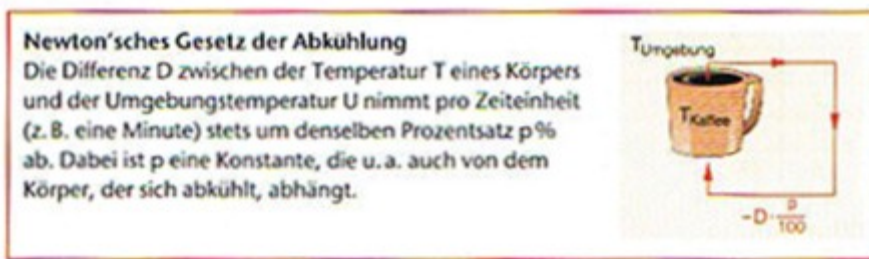 Newton'sches Gesetz der Abkühlung
Die Differenz D zwischen der Temperatur T eines Körpers
und der Umgebungstemperatur U nimmt pro Zeiteinheit
(z. B. eine Minute) stets um denselben Prozentsatz p%
ab. Dabei ist p eine Konstante, die u. a. auch von dem
Körper, der sich abkühlt, abhängt.
TUmgebung
TKaffee
-D · p/100